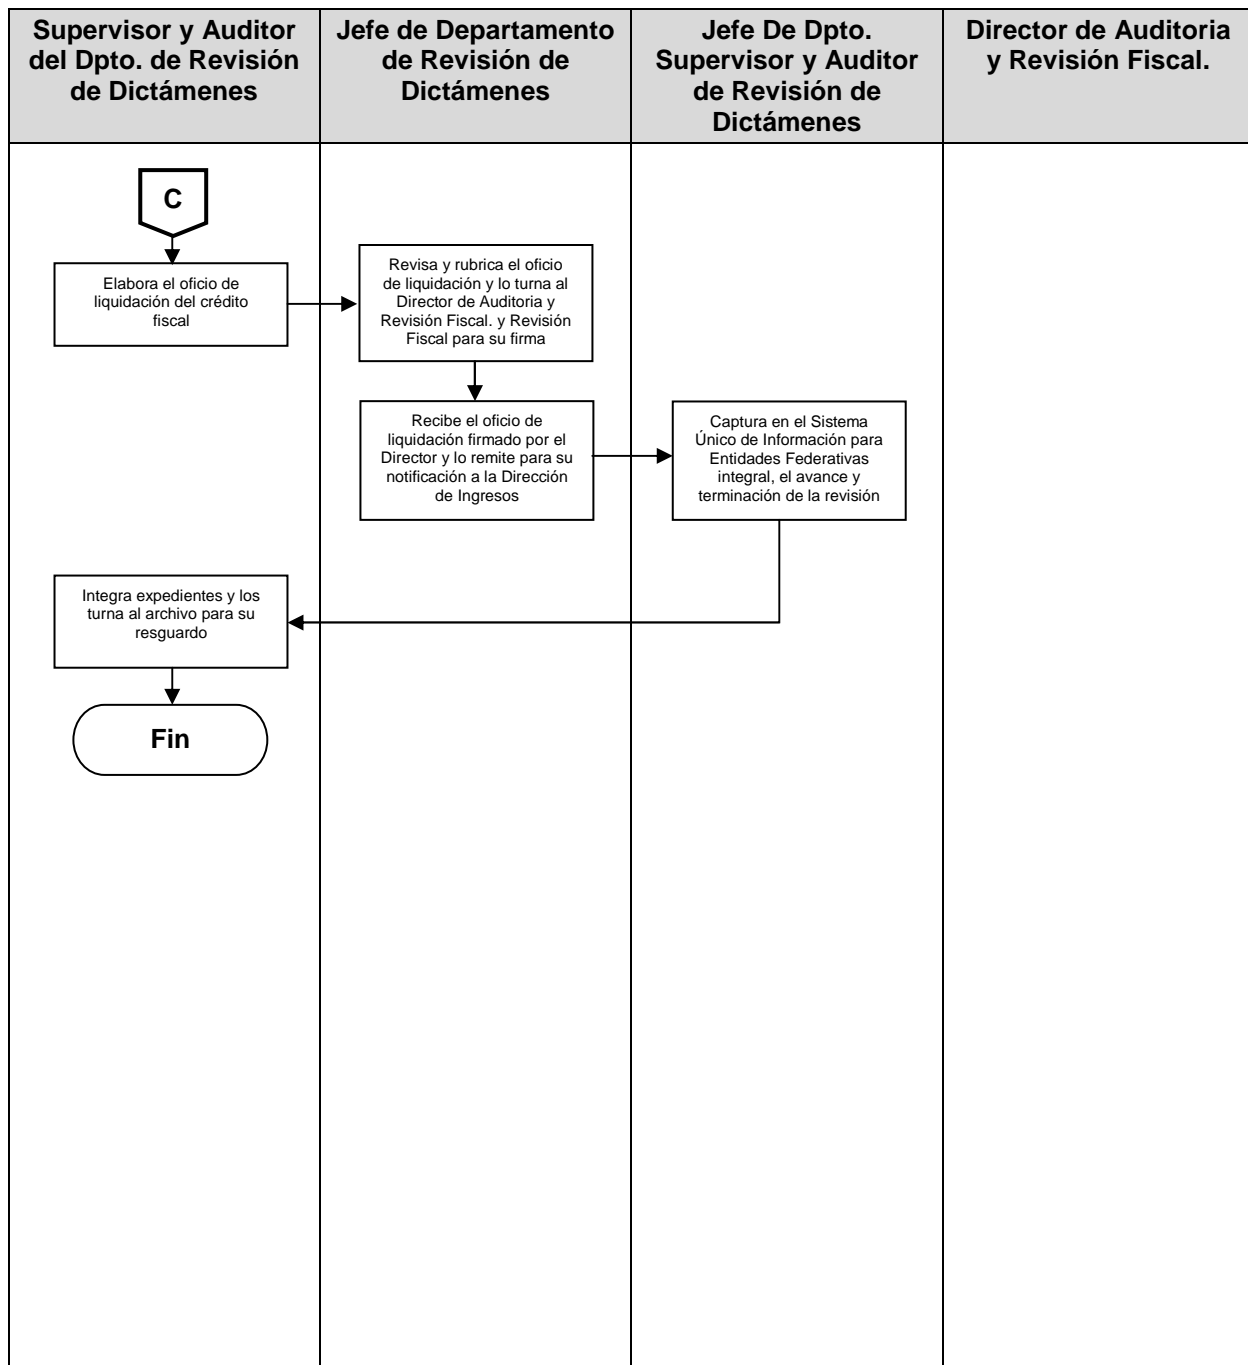 Supervisor y Auditor
del Dpto. de Revisión
de Dictámenes
Jefe de Departamento
de Revisión de
Dictámenes
Jefe De Dpto.
Supervisor y Auditor
de Revisión de
Dictámenes
Director de Auditoria
y Revisión Fiscal.
C
Elabora el oficio de
liquidación del crédito
fiscal
Revisa y rubrica el oficio
de liquidación y lo turna al
Director de Auditoria y
Revisión Fiscal. y Revisión
Fiscal para su firma
Recibe el oficio de
liquidación firmado por el
Director y lo remite para su
notificación a la Dirección
de Ingresos
Captura en el Sistema
Único de Información para
Entidades Federativas
integral, el avance y
terminación de la revisión
Integra expedientes y los
turna al archivo para su
resguardo
Fin